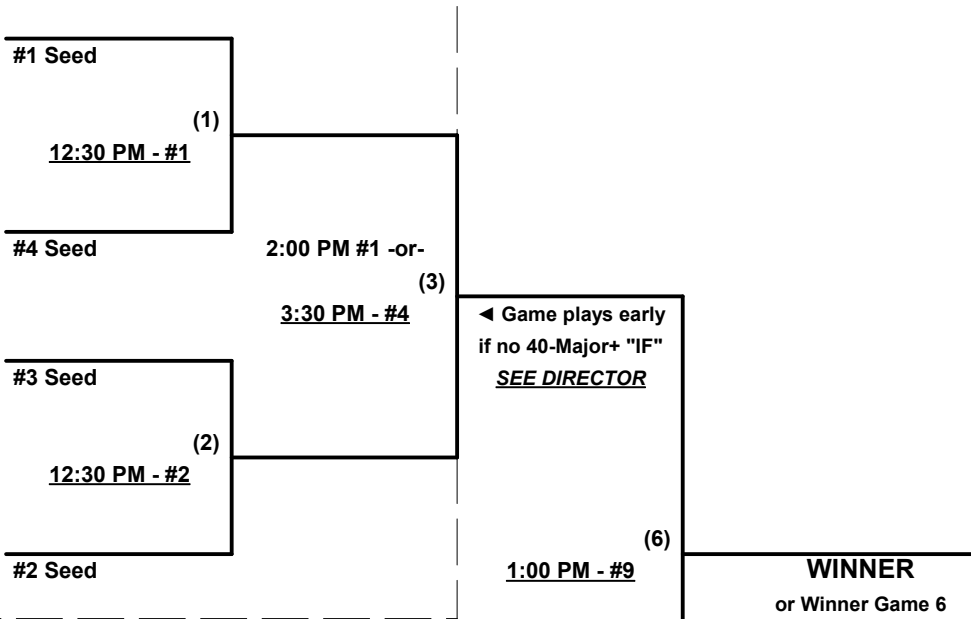 #1 Seed
(1)
12:30 PM - #1
#4 Seed
2:00 PM #1 -or-
(3)
3:30 PM - #4
◄ Game plays early
if no 40-Major+ "IF"
SEE DIRECTOR
#3 Seed
(2)
12:30 PM - #2
#2 Seed
(6)
1:00 PM - #9
WINNER
or Winner Game 6